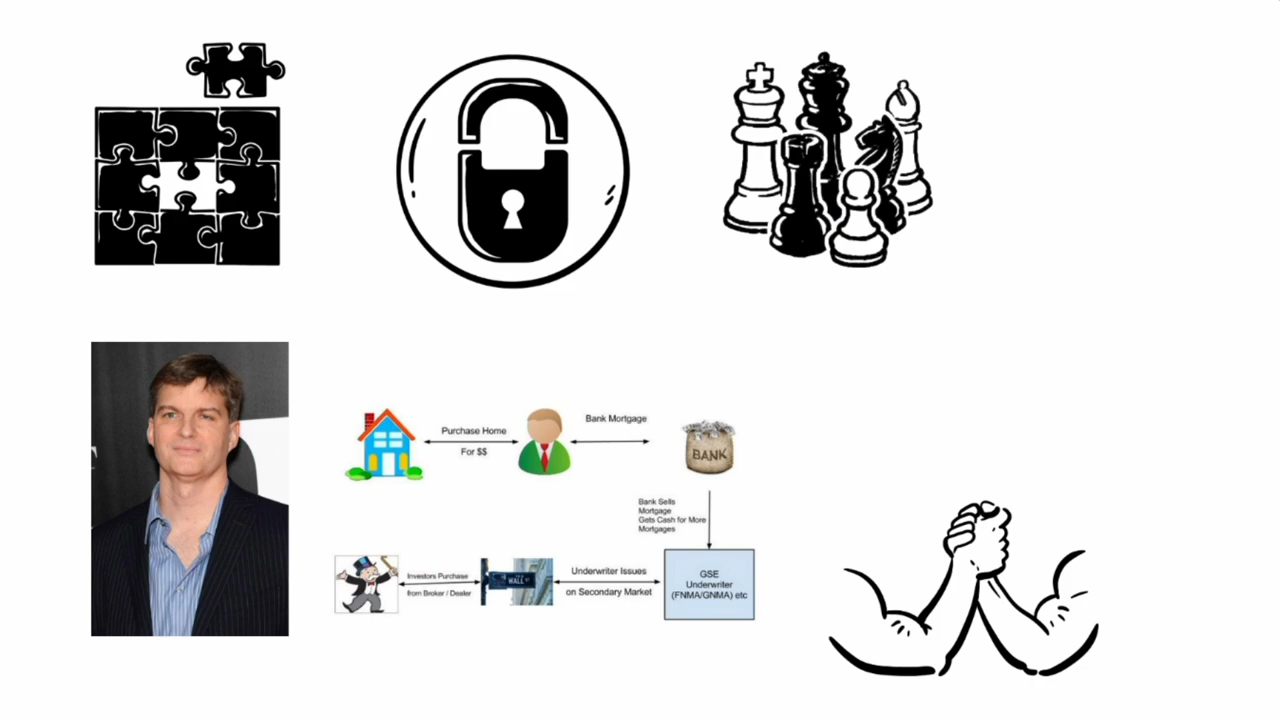 Purchase Home
For $$
Bank Mortgage
BANK
Bank Sells
Mortgage
Gets Cash for More
Mortgages
Investors Purchase
from Broker / Dealer
WALL
Underwriter Issues
on Secondary Market
GSE
Underwriter
(FNMA/GNMA) etc